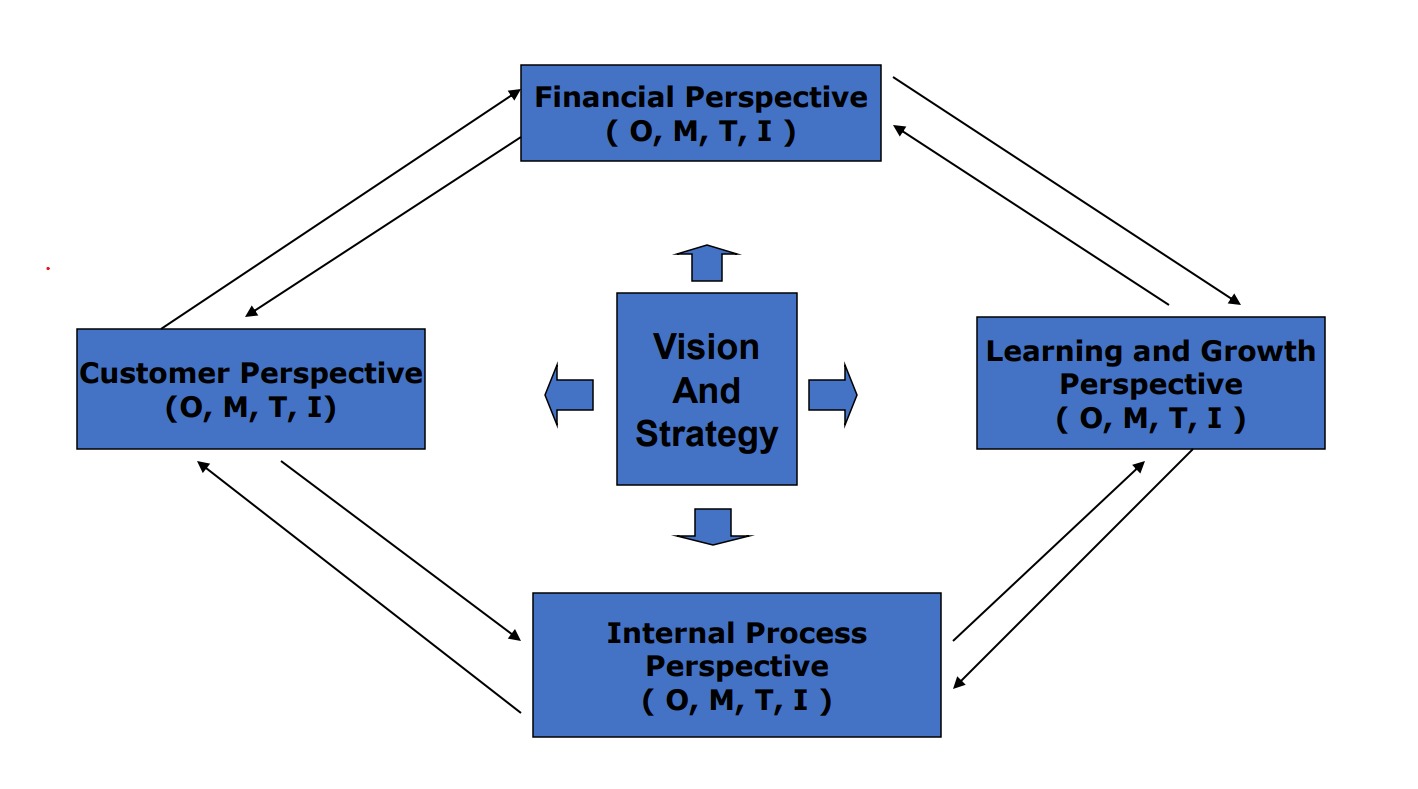 Financial Perspective
( O, M, T, I )
Vision
And
Strategy
Customer Perspective
(O, M, T, I)
Learning and Growth
Perspective
( O, M, T, I )
Internal Process
Perspective
( O, M, T, I )